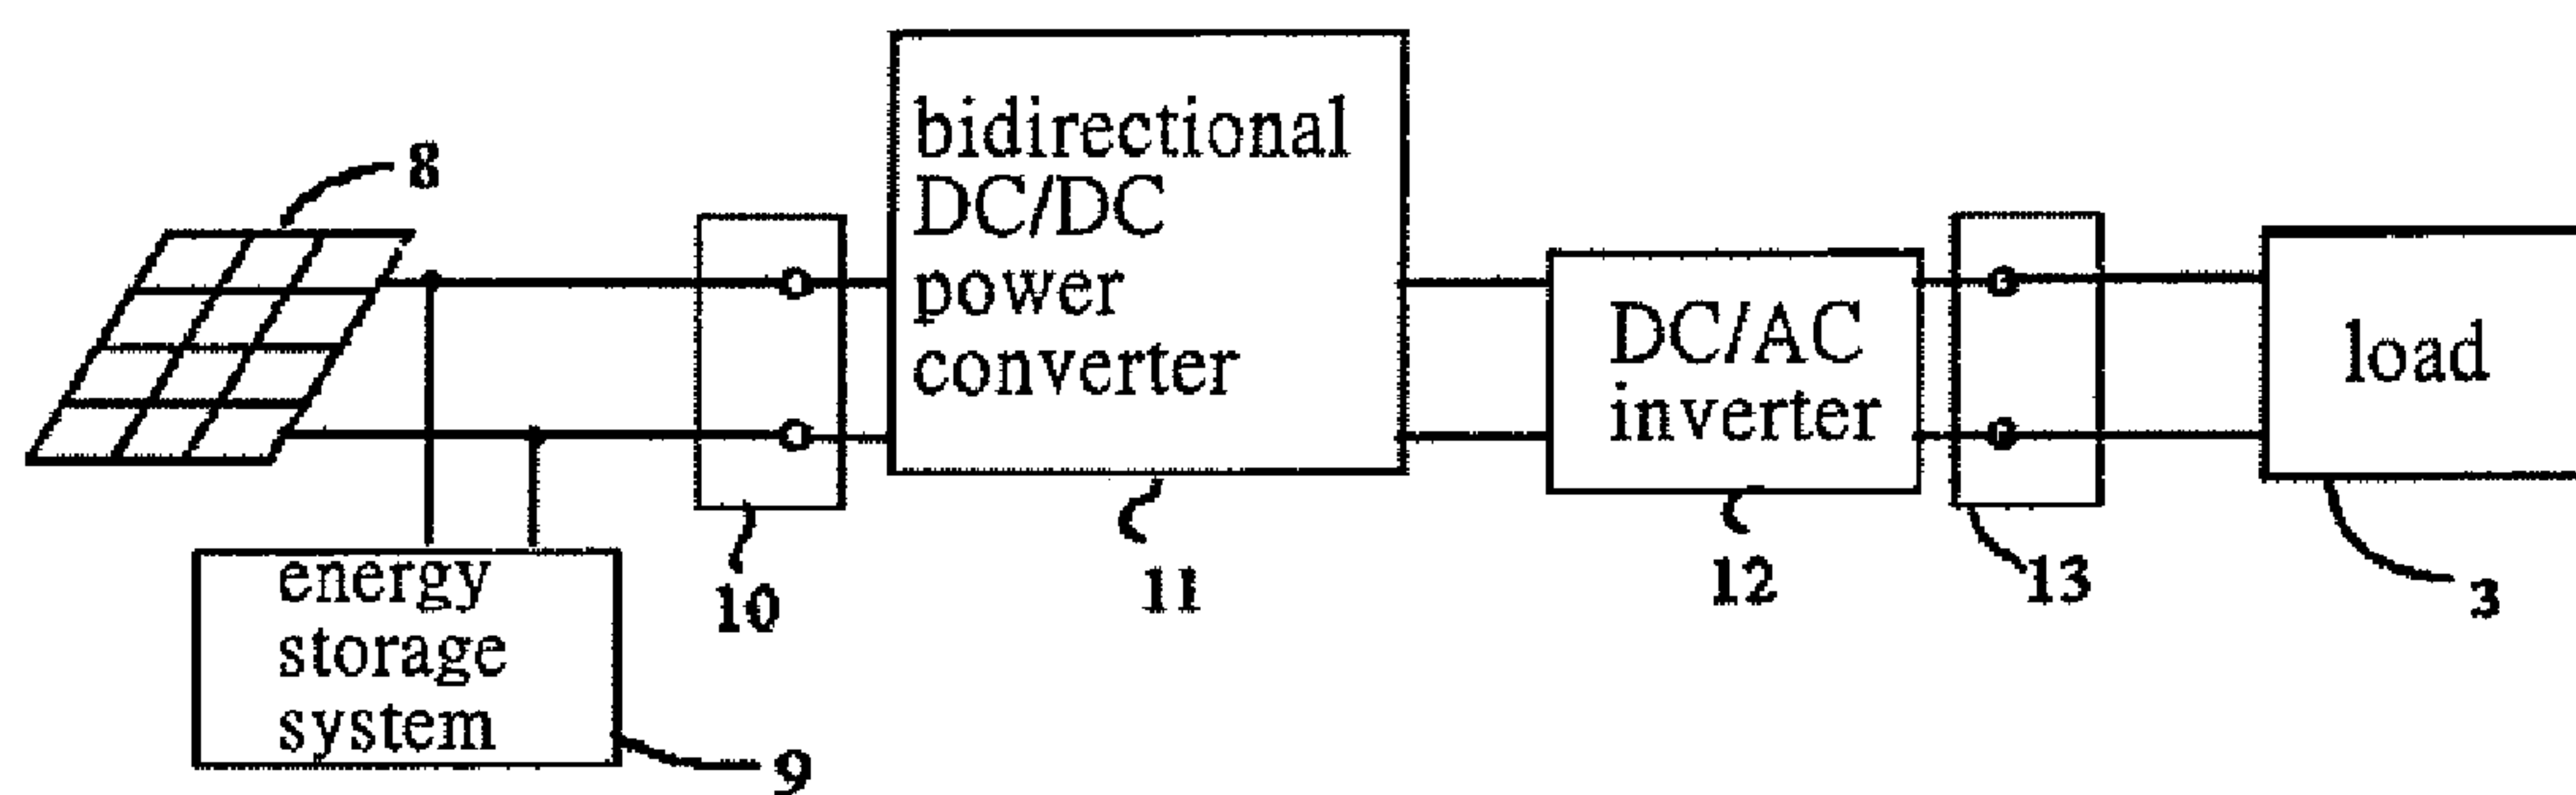 8
bidirectional
DC/DC
power
converter
DC/AC
inverter
load
energy
storage
system
10
11
12
13
3
9